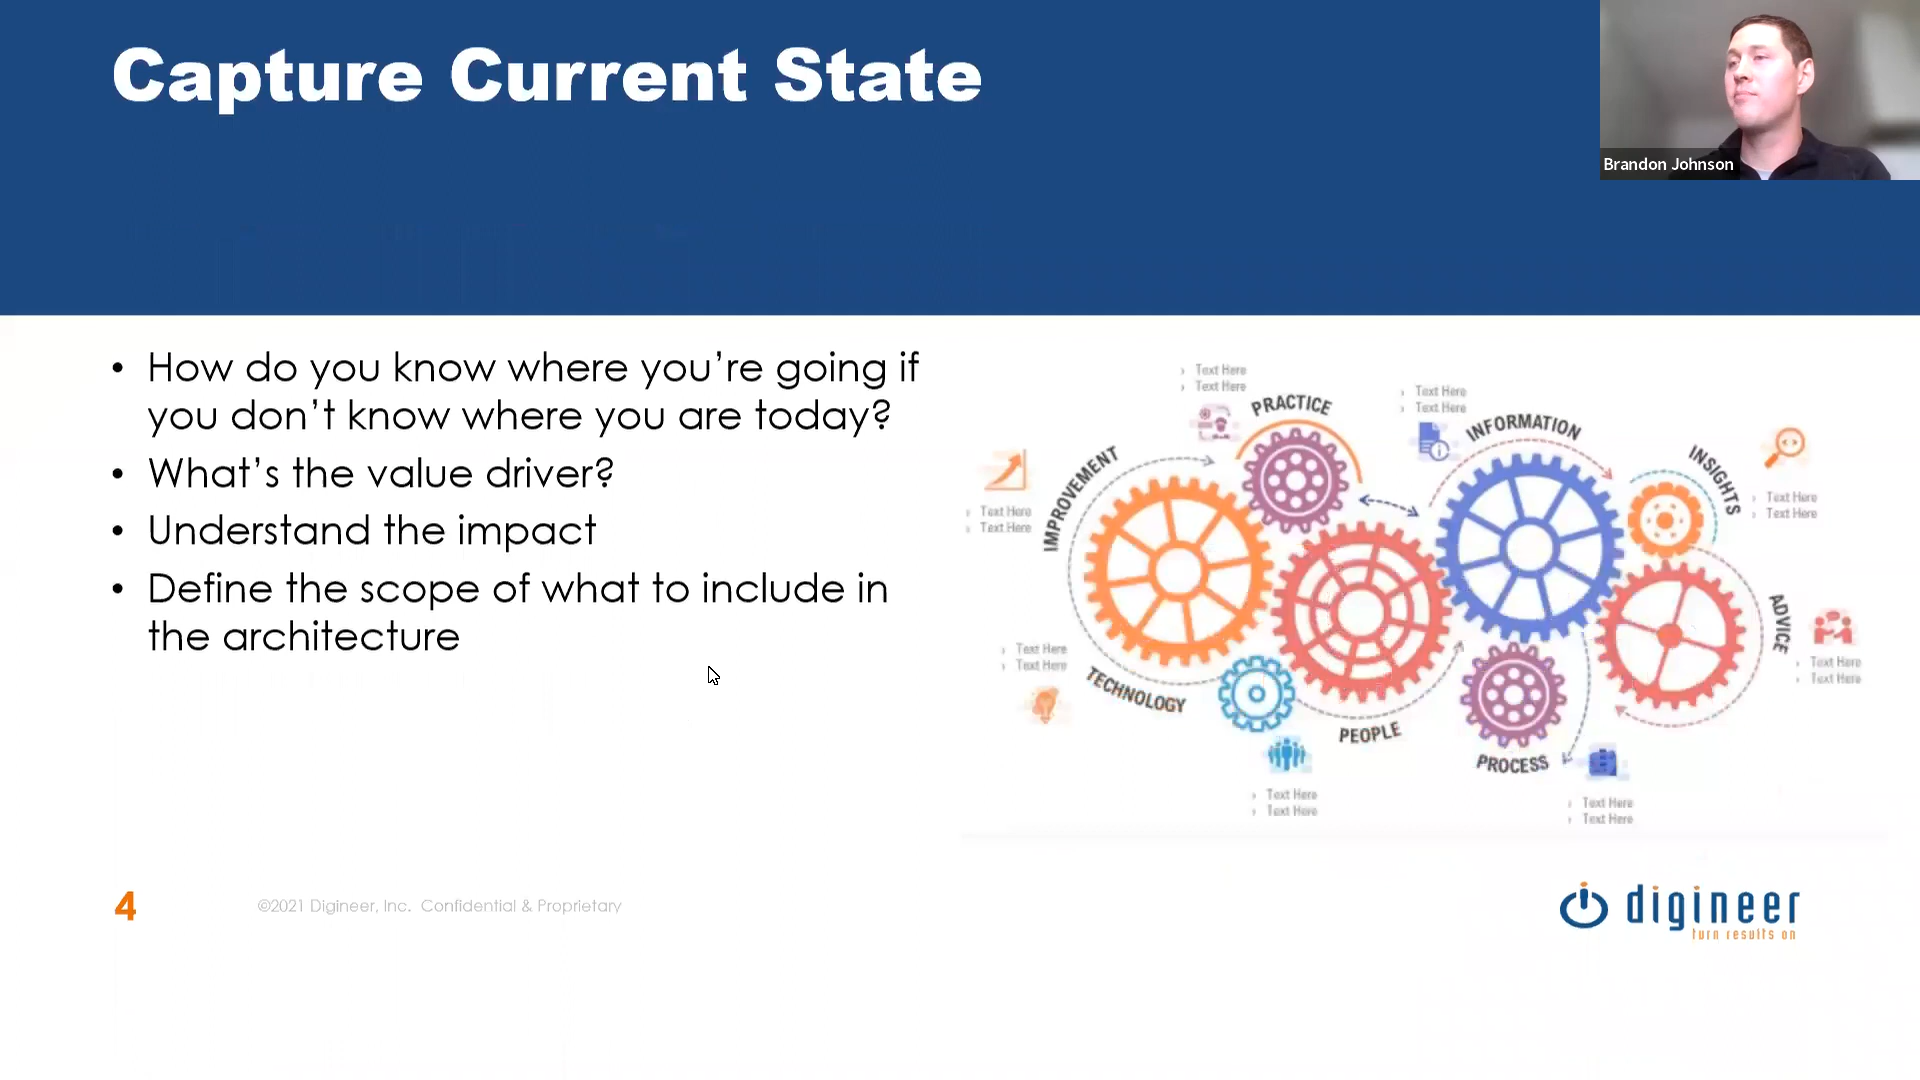 Capture Current State
Brandon Johnson
• How do you know where you’re going if
you don’t know where you are today?
• What’s the value driver?
• Understand the impact
• Define the scope of what to include in
the architecture
› Text Here
› Text Here
PRACTICE
› Text Here
› Text Here
INFORMATION
INSIGHTS
› Text Here
› Text Here
IMPROVEMENT
› Text Here
› Text Here
ADVICE
› Text Here
› Text Here
› Text Here
› Text Here
TECHNOLOGY
PEOPLE
› Text Here
› Text Here
PROCESS
› Text Here
› Text Here
4
©2021 Digineer, Inc. Confidential & Proprietary
digineer
turn results on